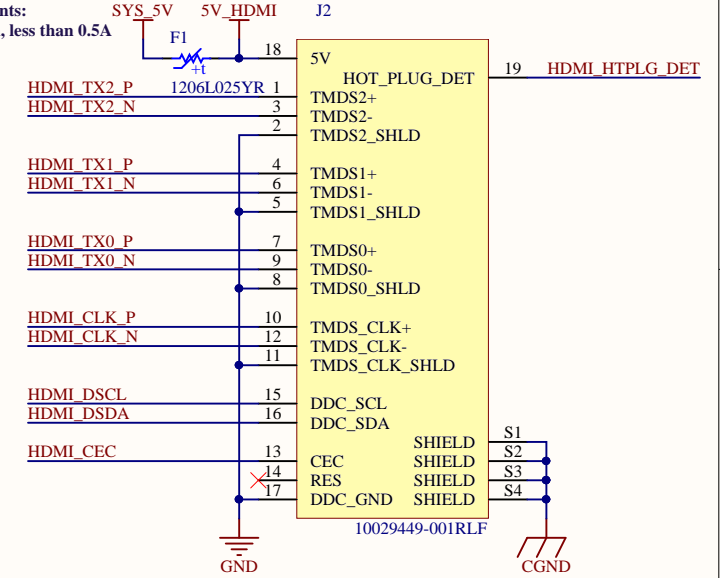 nts:
SYS_5V 5V_HDMI J2
, less than 0.5A
F1
18 5V
+t
HOT_PLUG_DET 19 HDMI_HTPLG_DET
1206L025YR
HDMI_TX2_P 1 TMDS2+
HDMI_TX2_N 3 TMDS2-
2 TMDS2_SHLD
HDMI_TX1_P 4 TMDS1+
HDMI_TX1_N 6 TMDS1-
5 TMDS1_SHLD
HDMI_TX0_P 7 TMDS0+
HDMI_TX0_N 9 TMDS0-
8 TMDS0_SHLD
HDMI_CLK_P 10 TMDS_CLK+
HDMI_CLK_N 12 TMDS_CLK-
11 TMDS_CLK_SHLD
HDMI_DSCL 15 DDC_SCL
HDMI_DSDA 16 DDC_SDA
SHIELD S1
HDMI_CEC 13 CEC SHIELD S2
14 RES SHIELD S3
17 DDC_GND SHIELD S4
10029449-001RLF
GND CGND